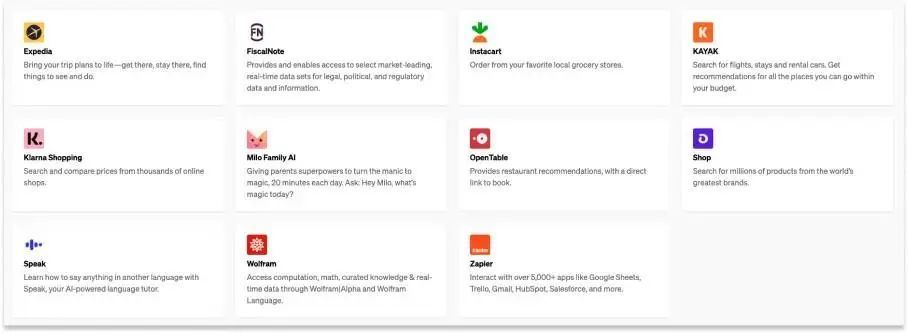 FN
K
Expedia
Bring your trip plans to life—get there, stay there, find
things to see and do.
FiscalNote
Provides and enables access to select market-leading,
real-time data sets for legal, political, and regulatory
data and information.
Instacart
Order from your favorite local grocery stores.
KAYAK
Search for flights, stays and rental cars. Get
recommendations for all the places you can go within
your budget.
K.
Klarna Shopping
Search and compare prices from thousands of online
shops.
Milo Family AI
Giving parents superpowers to turn the manic to
magic, 20 minutes each day. Ask: Hey Milo, what's
magic today?
OpenTable
Provides restaurant recommendations, with a direct
link to book.
Shop
Search for millions of products from the world's
greatest brands.
zapier
Speak
Learn how to say anything in another language with
Speak, your AI-powered language tutor.
Wolfram
Access computation, math, curated knowledge & real-
time data through Wolfram|Alpha and Wolfram
Language.
Zapier
Interact with over 5,000+ apps like Google Sheets,
Trello, Gmail, HubSpot, Salesforce, and more.